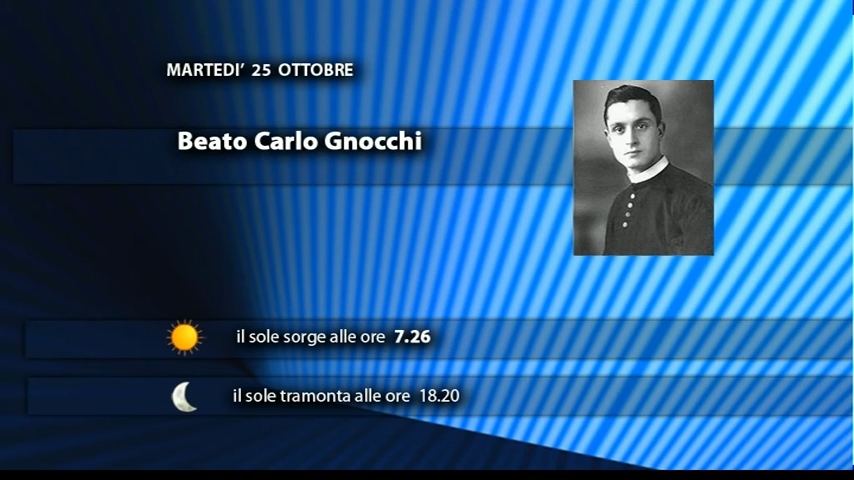 MARTEDI’ 25 OTTOBRE
Beato Carlo Gnocchi
il sole sorge alle ore 7.26
il sole tramonta alle ore 18.20